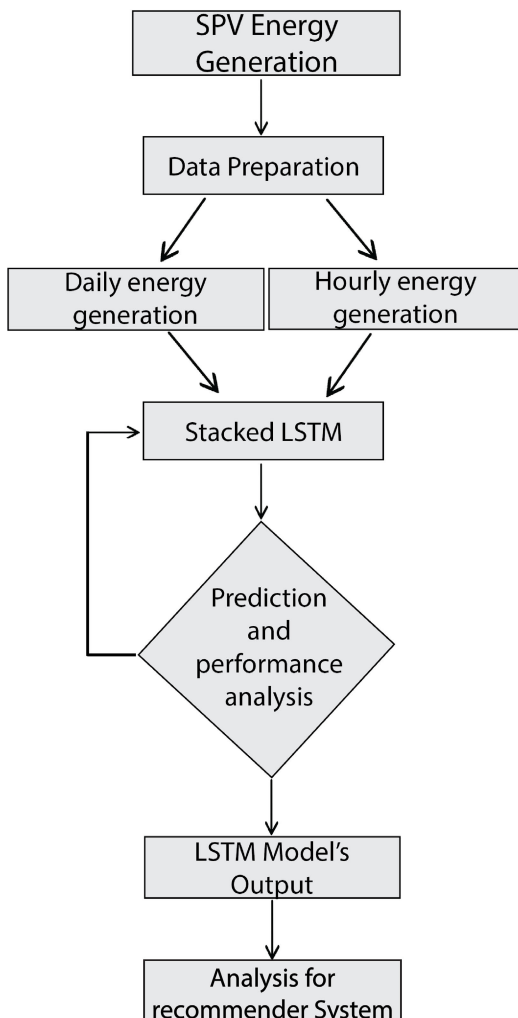 SPV Energy
Generation
Data Preparation
Daily energy
generation
Hourly energy
generation
Stacked LSTM
Prediction
and
performance
analysis
LSTM Model's
Output
Analysis for
recommender System